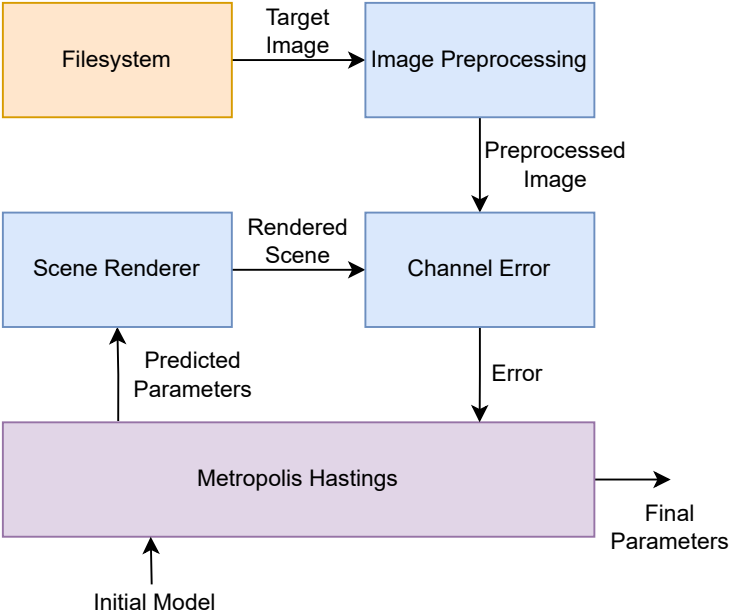 Target
Image
Filesystem
Image Preprocessing
Preprocessed
Image
Rendered
Scene
Scene Renderer
Channel Error
Predicted
Parameters
Error
Metropolis Hastings
Final
Parameters
Initial Model